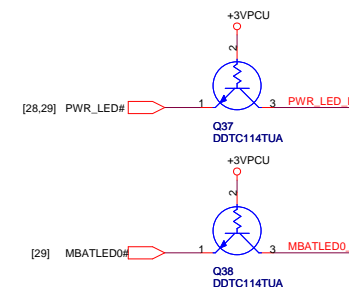 +3VPCU
2
[28,29] PWR_LED# 1 3 PWR_LED_
Q37
DDTC114TUA
+3VPCU
2
[29] MBATLED0# 1 3 MBATLED0_
Q38
DDTC114TUA